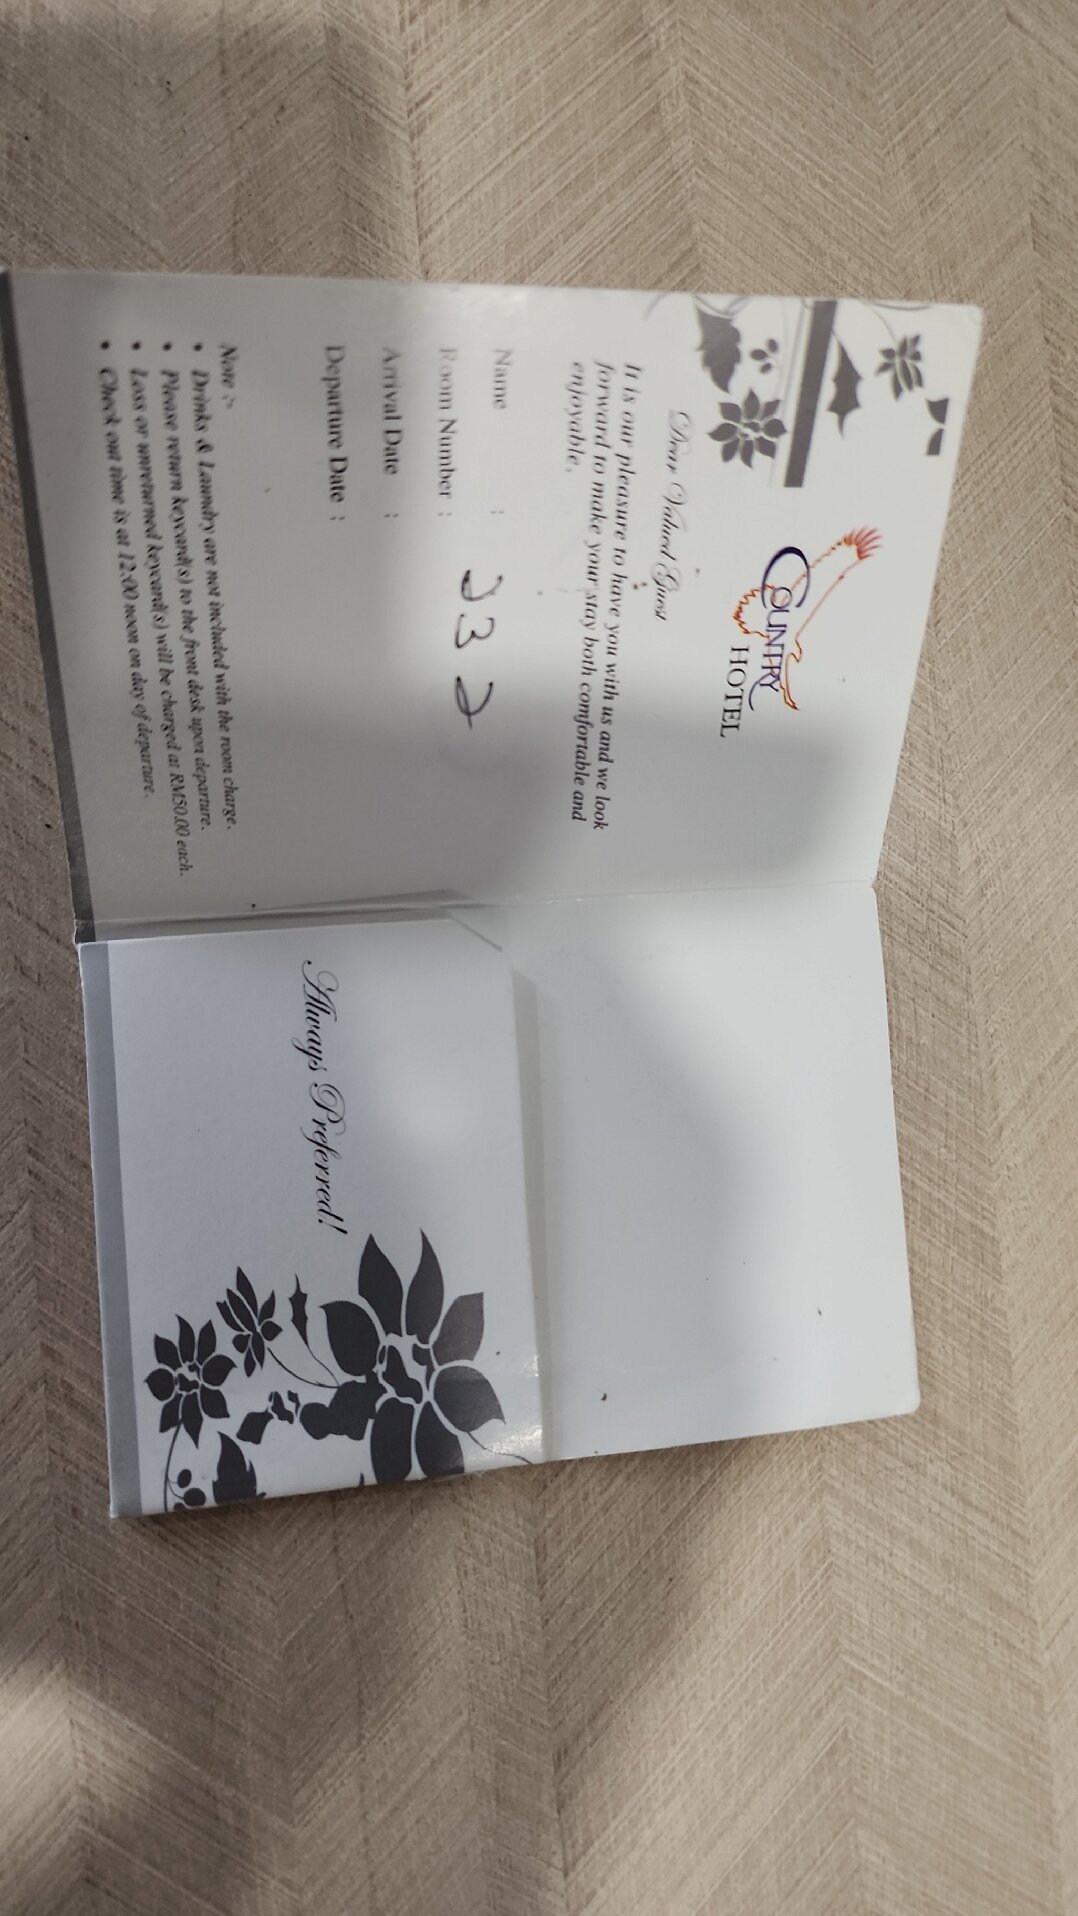 COUNTRY
HOTEL
Dear Valued Guest
It is our pleasure to have you with us and we look
forward to make your stay both comfortable and
enjoyable.
Name :
Room Number : 232
Arrival Date :
Departure Date :
Note :-
• Drinks & Laundry are not included with the room charge.
• Please return keycard(s) to the front desk upon departure.
• Loss or unreturned keycard(s) will be charged at RM50.00 each.
• Check out time is at 12:00 noon on day of departure.
Always Preferred!